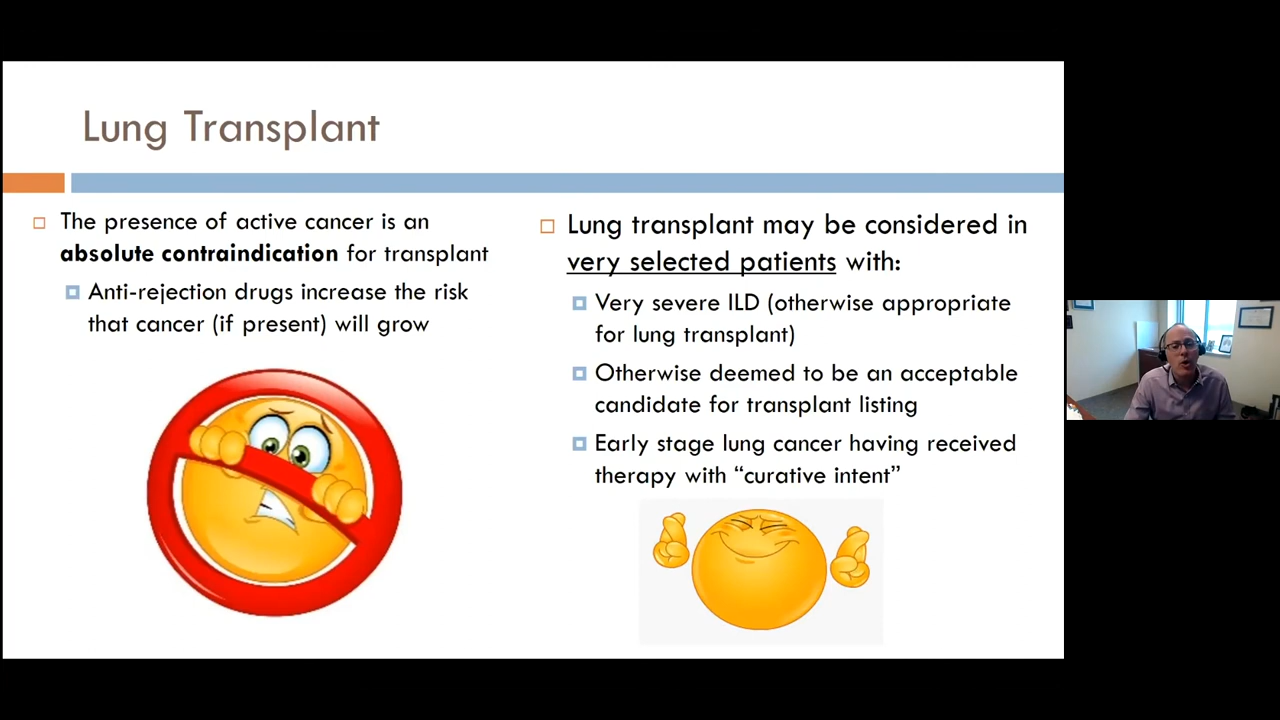 Lung Transplant
The presence of active cancer is an
absolute contraindication for transplant
Anti-rejection drugs increase the risk
that cancer (if present) will grow
Lung transplant may be considered in
very selected patients with:
Very severe ILD (otherwise appropriate
for lung transplant)
Otherwise deemed to be an acceptable
candidate for transplant listing
Early stage lung cancer having received
therapy with “curative intent”